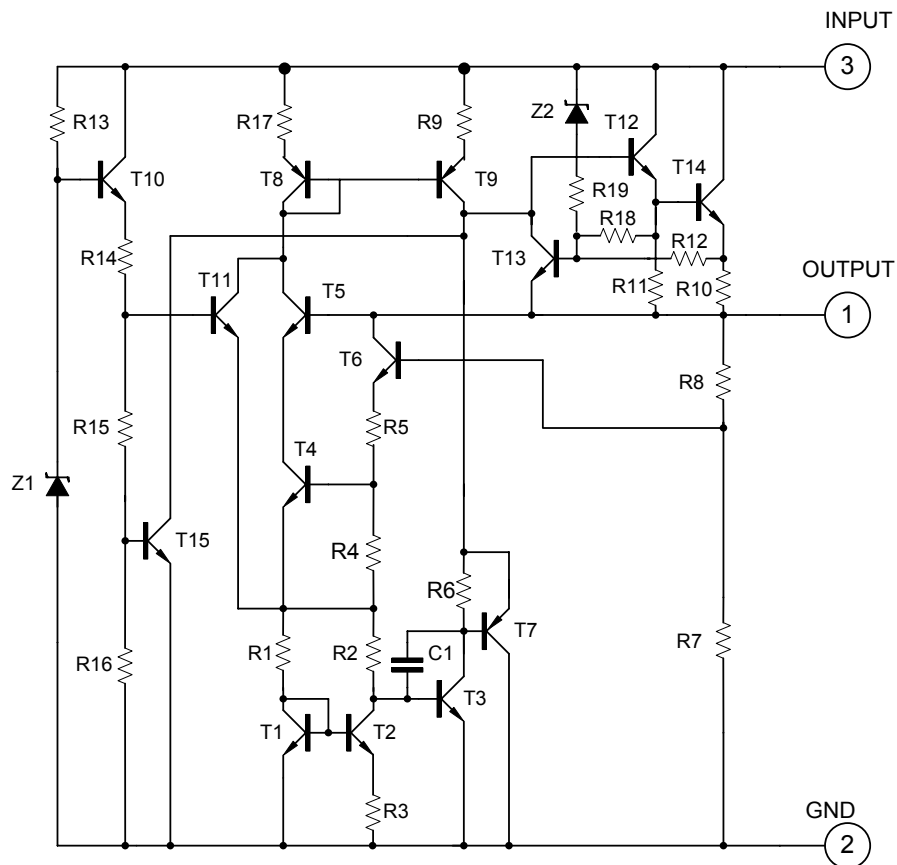 INPUT
3
R13
R17
R9
Z2
T12
T10
T8
T9
T14
R19
R18
R14
T13
R12
T11
T5
R11
R10
OUTPUT
1
T6
R8
R15
R5
Z1
T4
T15
R4
R6
T7
R16
R1
R2
C1
R7
T3
T1
T2
R3
GND
2